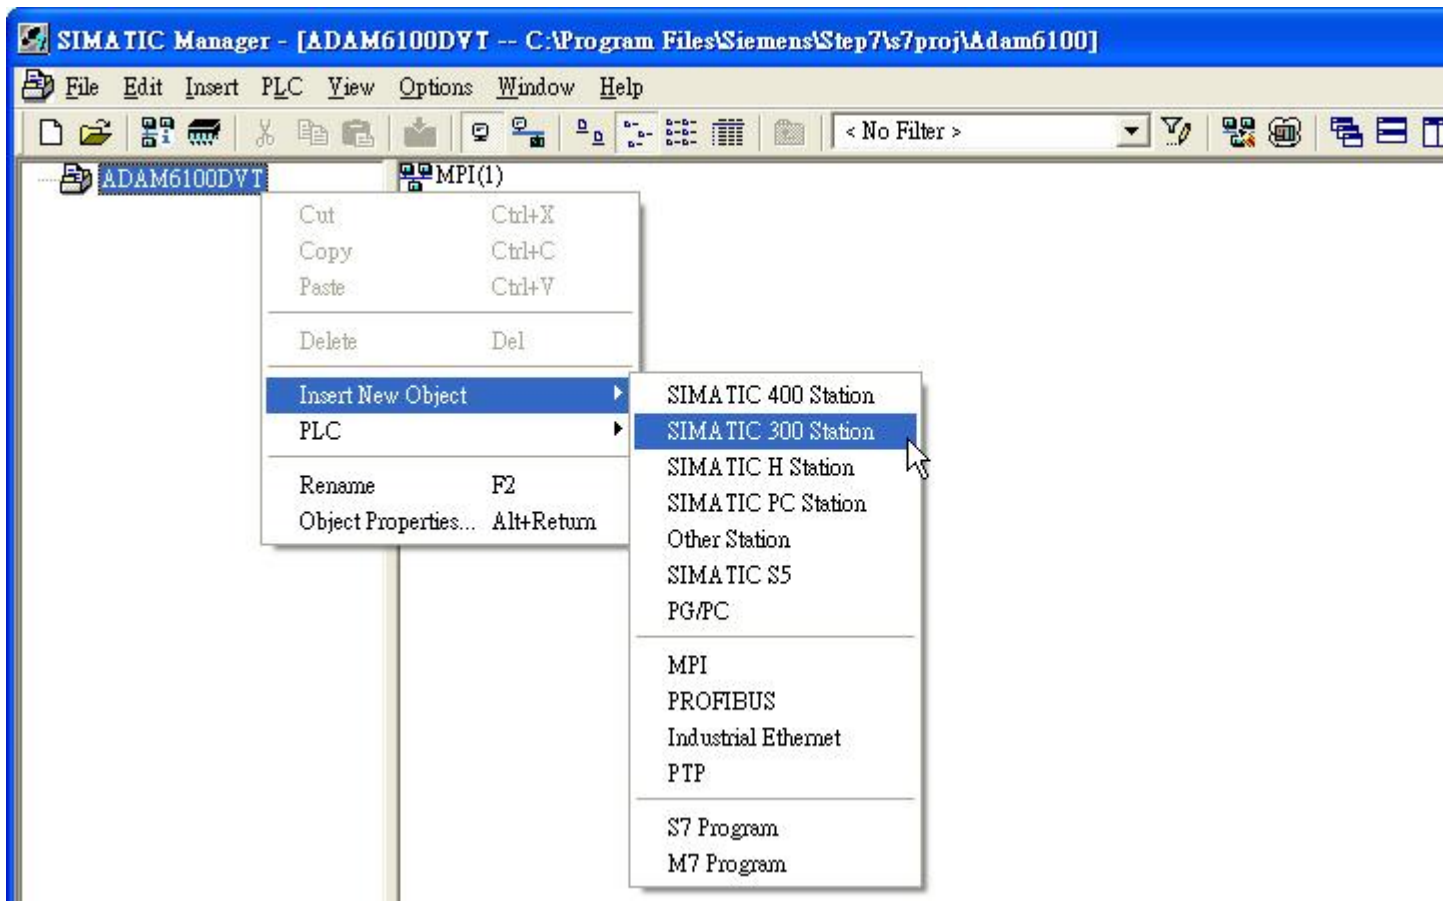 SIMATIC Manager - [ADAM6100DVT -- C:\Program Files\Siemens\Step7\s7proj\Adam6100]
File Edit Insert PLC View Options Window Help
< No Filter >
ADAM6100DVT
MPI(1)
Cut Ctrl+X
Copy Ctrl+C
Paste Ctrl+V
Delete Del
Insert New Object
PLC
Rename F2
Object Properties... Alt+Return
SIMATIC 400 Station
SIMATIC 300 Station
SIMATIC H Station
SIMATIC PC Station
Other Station
SIMATIC S5
PG/PC
MPI
PROFIBUS
Industrial Ethernet
PTP
S7 Program
M7 Program